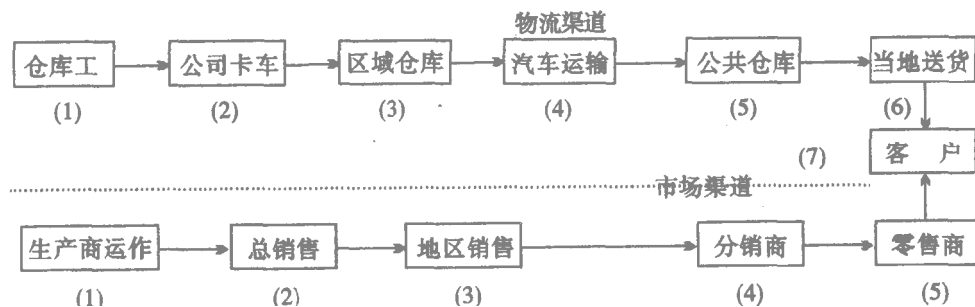 物流渠道
仓库工 公司卡车 区域仓库 汽车运输 公共仓库 当地送货
(1) (2) (3) (4) (5) (6)
(7) 客 户
市场渠道
生产商运作 总销售 地区销售 分销商 零售商
(1) (2) (3) (4) (5)